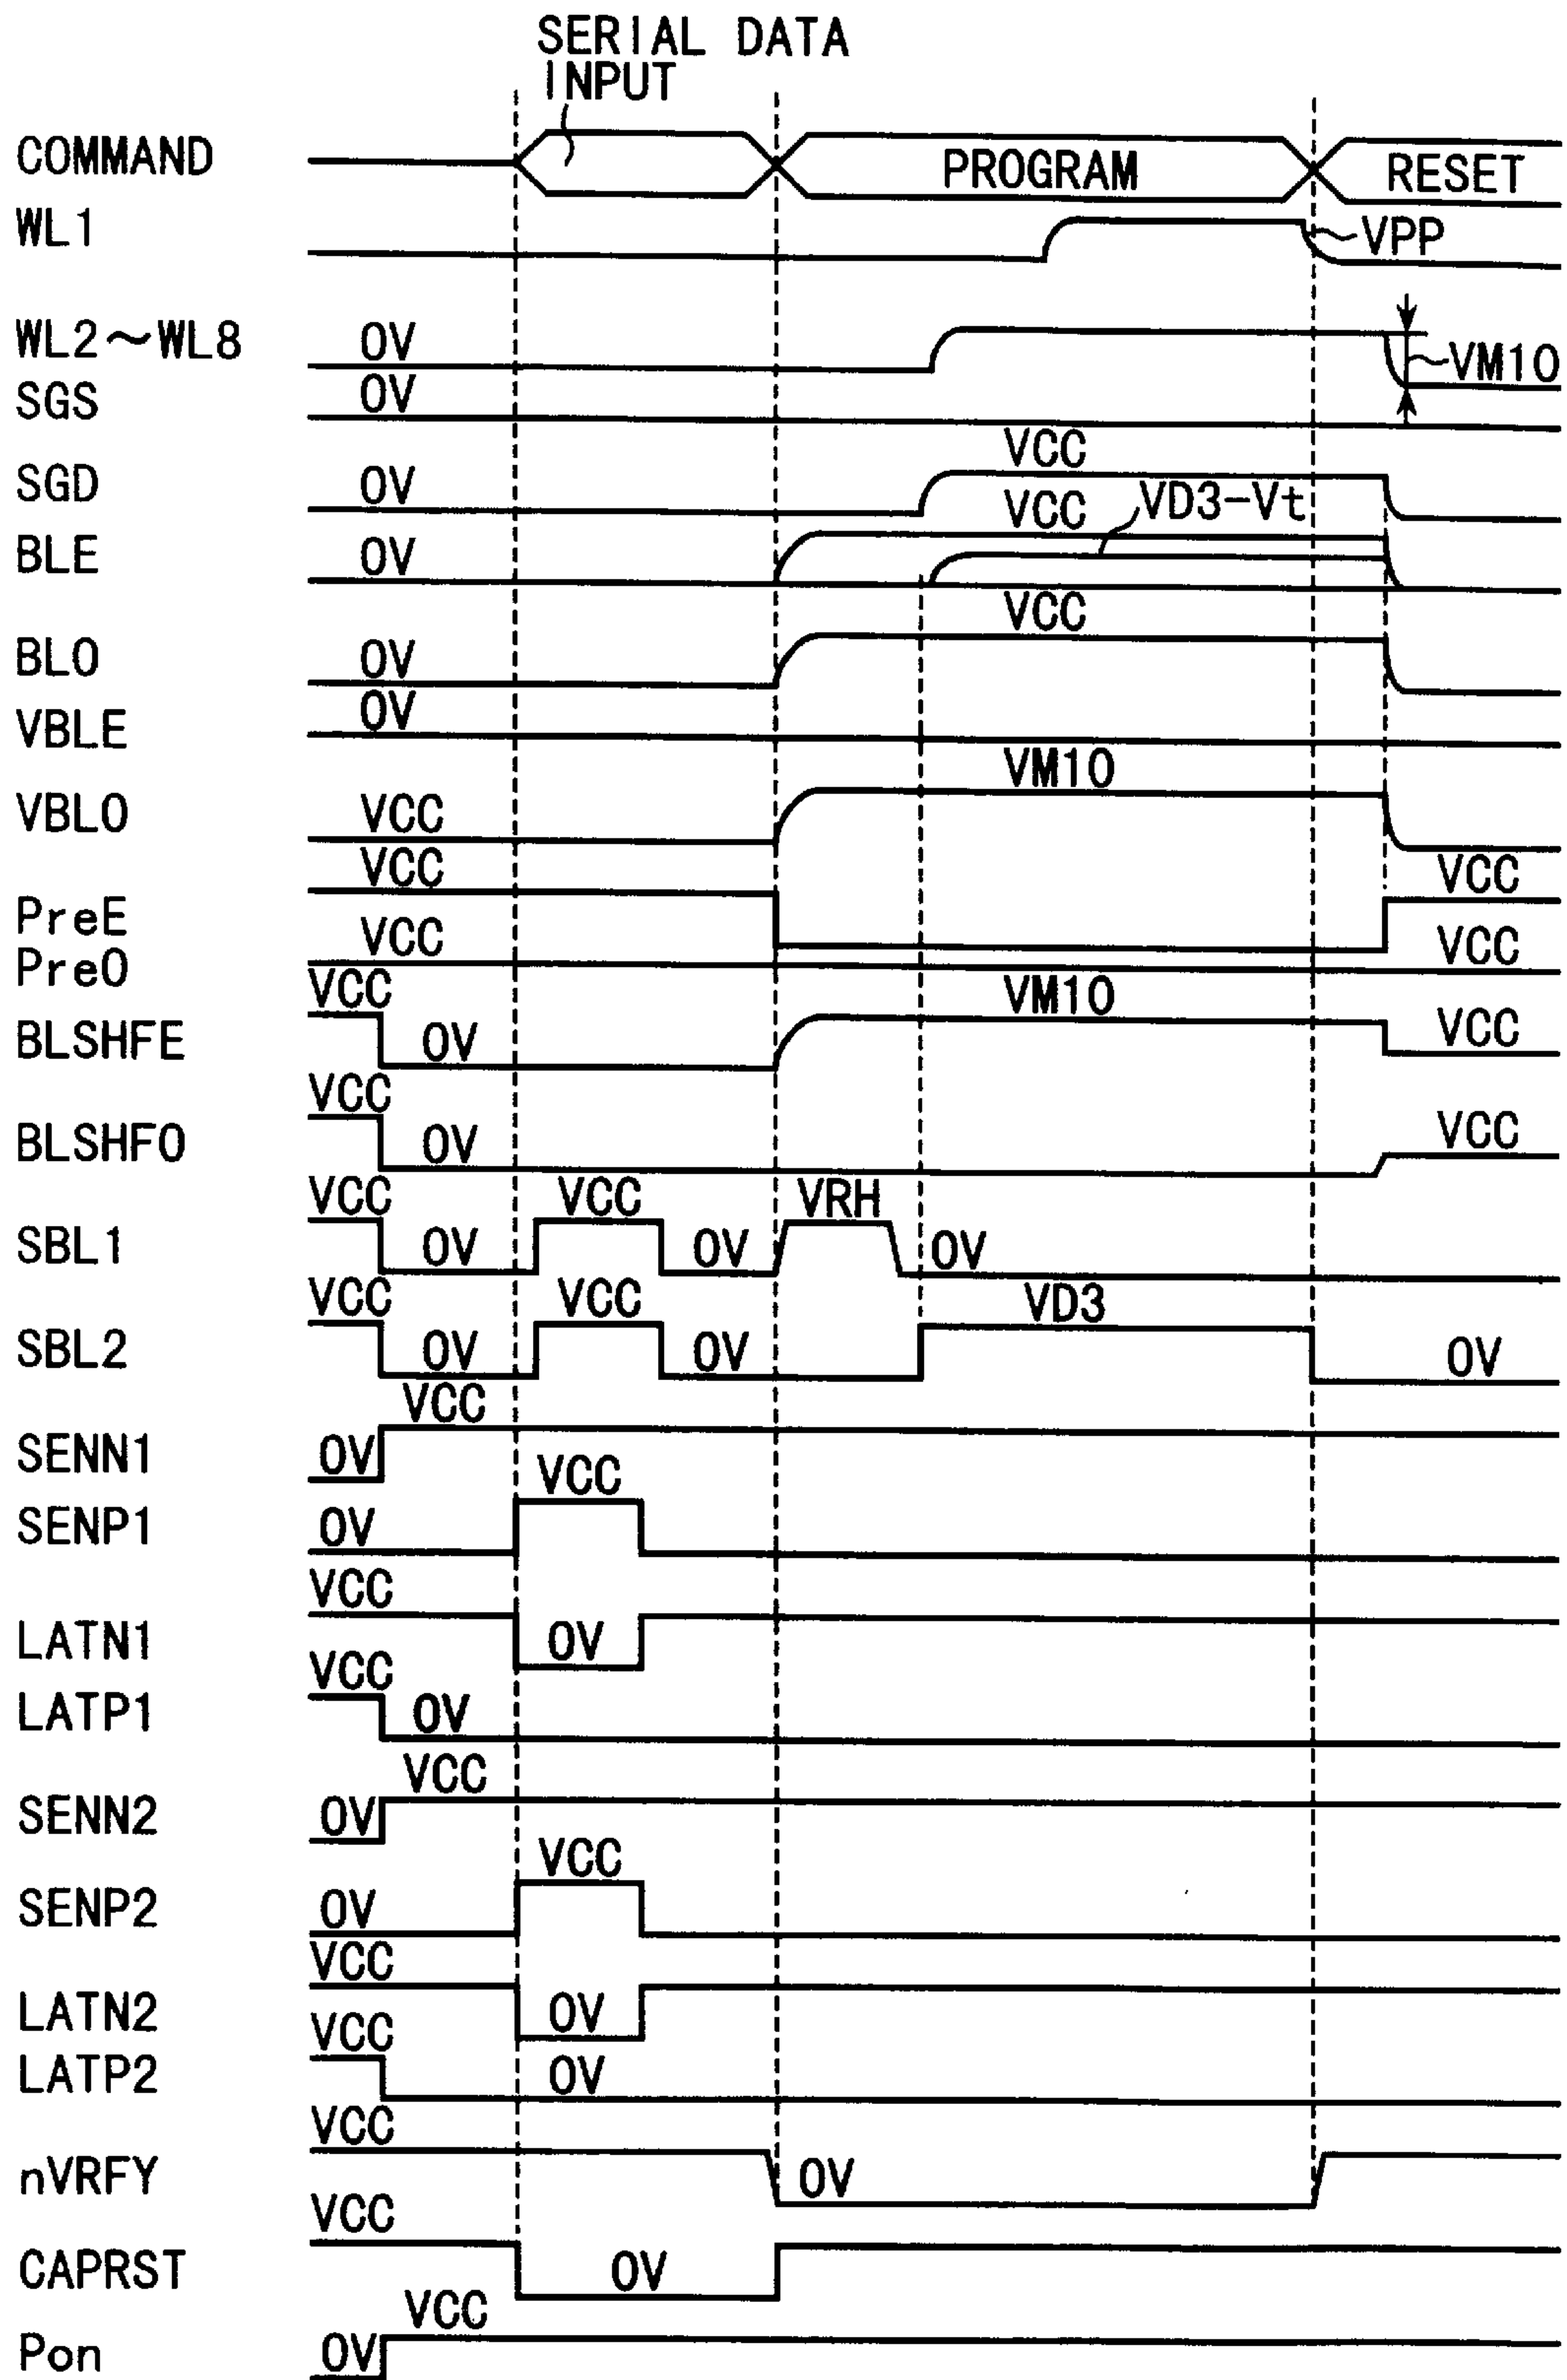 SERIAL DATA
INPUT
COMMAND PROGRAM RESET
WL1 VPP
WL2～WL8 0V VM10
SGS 0V
SGD 0V VCC
BLE 0V VCC VD3-Vt
BLO 0V VCC
VBLE 0V
VBLO VCC VM10
PreE VCC VCC
PreO VCC VCC
BLSHFE VCC 0V VM10 VCC
BLSHFO VCC 0V VCC
SBL1 VCC 0V VCC 0V VRH 0V
SBL2 VCC 0V VCC 0V VD3 0V
SENN1 0V VCC
SENP1 0V VCC
LATN1 VCC 0V
LATP1 VCC 0V
SENN2 0V VCC
SENP2 0V VCC
LATN2 VCC 0V
LATP2 VCC 0V
nVRFY VCC 0V
CAPRST VCC 0V
Pon 0V VCC